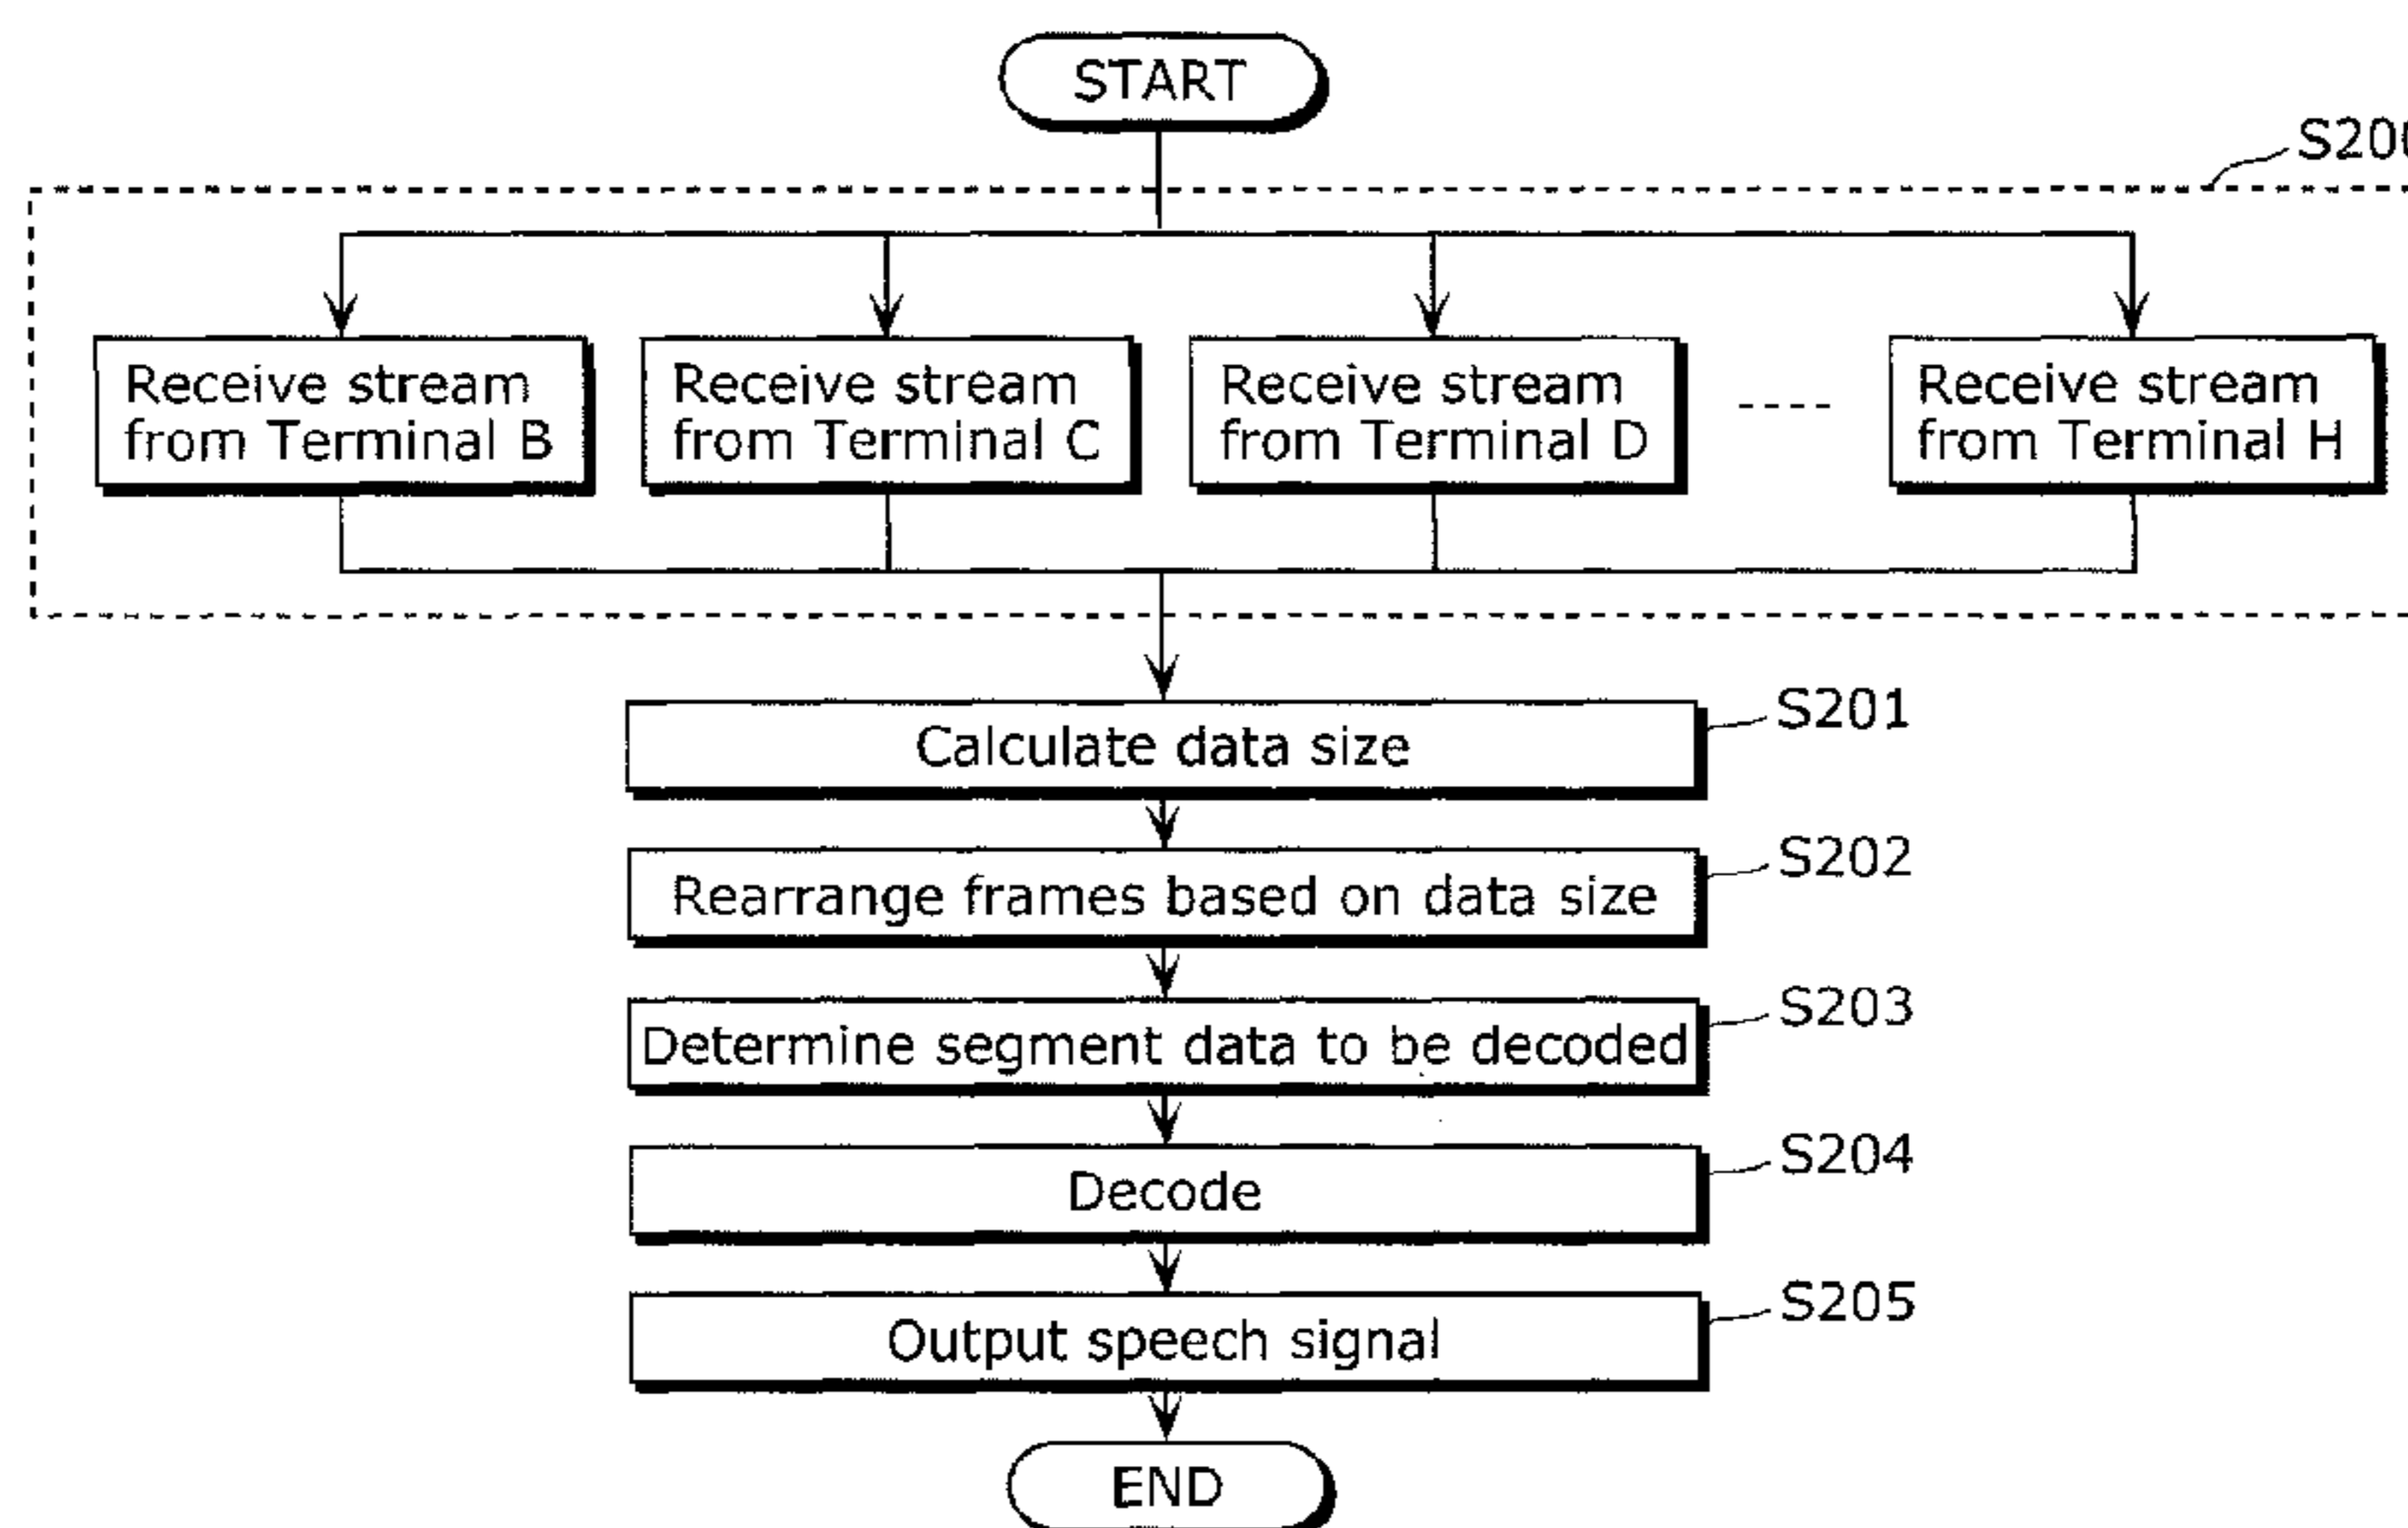 START
S200
Receive stream
from Terminal B
Receive stream
from Terminal C
Receive stream
from Terminal D
Receive stream
from Terminal H
Calculate data size
S201
Rearrange frames based on data size
S202
Determine segment data to be decoded
S203
Decode
S204
Output speech signal
S205
END